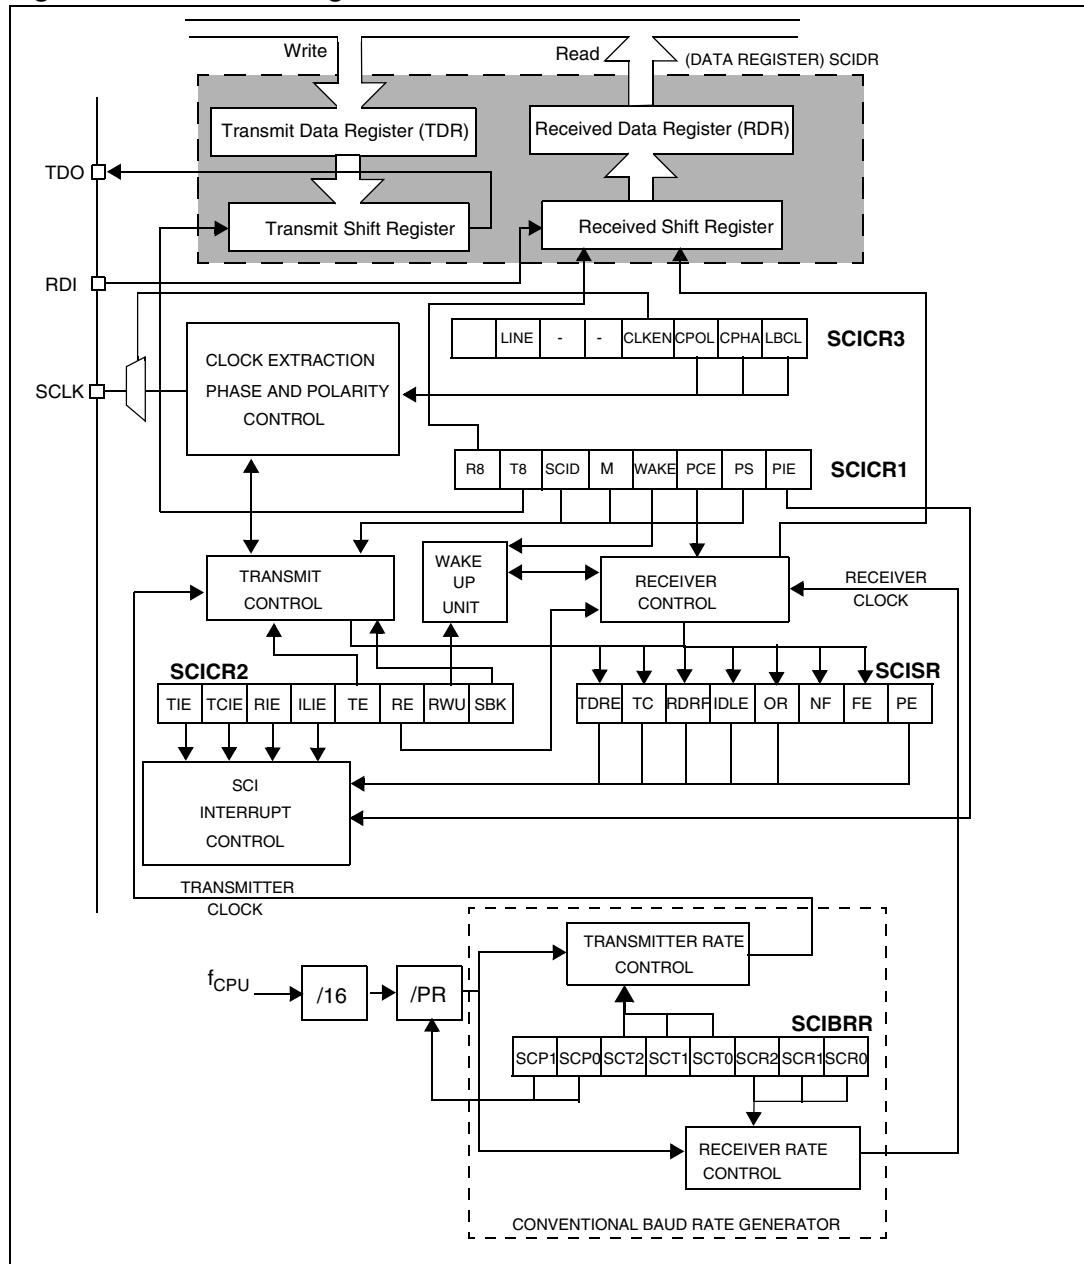 Write
Read
(DATA REGISTER) SCIDR
Transmit Data Register (TDR)
Received Data Register (RDR)
TDO
Transmit Shift Register
Received Shift Register
RDI
LINE - - CLKEN CPOL CPHA LBCL
SCICR3
CLOCK EXTRACTION
PHASE AND POLARITY
CONTROL
SCLK
R8 T8 SCID M WAKE PCE PS PIE
SCICR1
TRANSMIT
CONTROL
WAKE
UP
UNIT
RECEIVER
CONTROL
RECEIVER
CLOCK
SCICR2
SCISR
TIE TCIE RIE ILIE TE RE RWU SBK
TDRE TC RDRF IDLE OR NF FE PE
SCI
INTERRUPT
CONTROL
TRANSMITTER
CLOCK
TRANSMITTER RATE
CONTROL
fCPU
/16
/PR
SCIBRR
SCP1 SCP0 SCT2 SCT1 SCT0 SCR2 SCR1 SCR0
RECEIVER RATE
CONTROL
CONVENTIONAL BAUD RATE GENERATOR